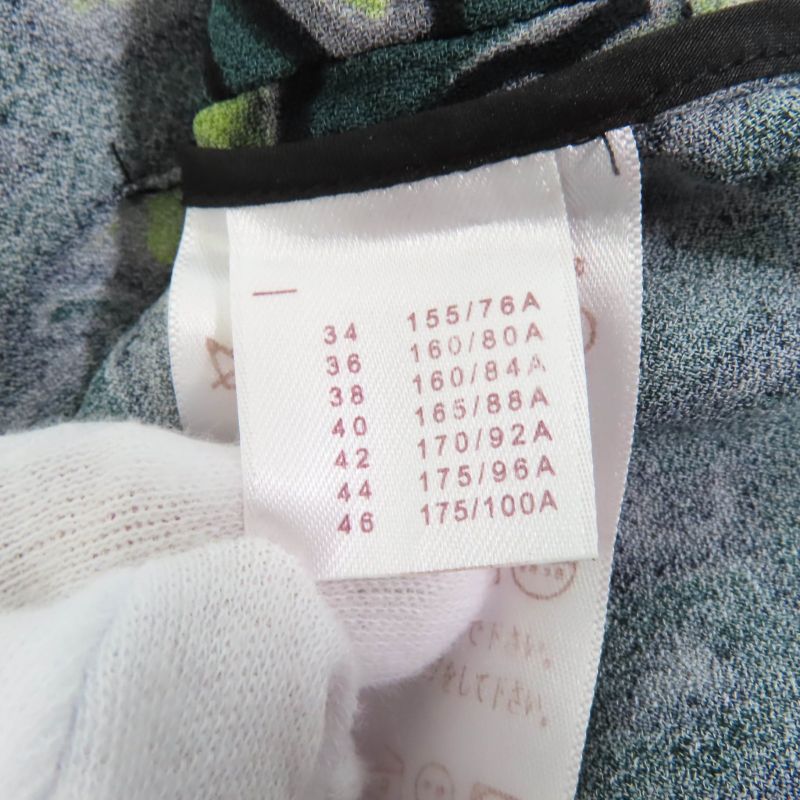 —
34 155/76A
36 160/80A
38 160/84A
40 165/88A
42 170/92A
44 175/96A
46 175/100A